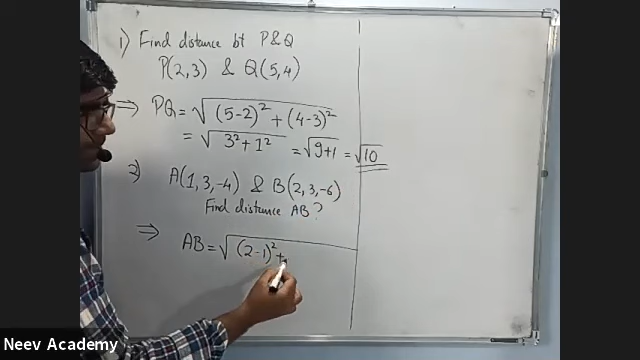 1) Find distance bt P&Q
P(2,3) & Q(5,4)
⇒ PQ = √(5-2)² + (4-3)²
= √3² + 1² = √9+1 = √10
2) A(1, 3, -4) & B(2, 3, -6)
Find distance AB?
⇒ AB = √(2-1)² +
Neev Academy